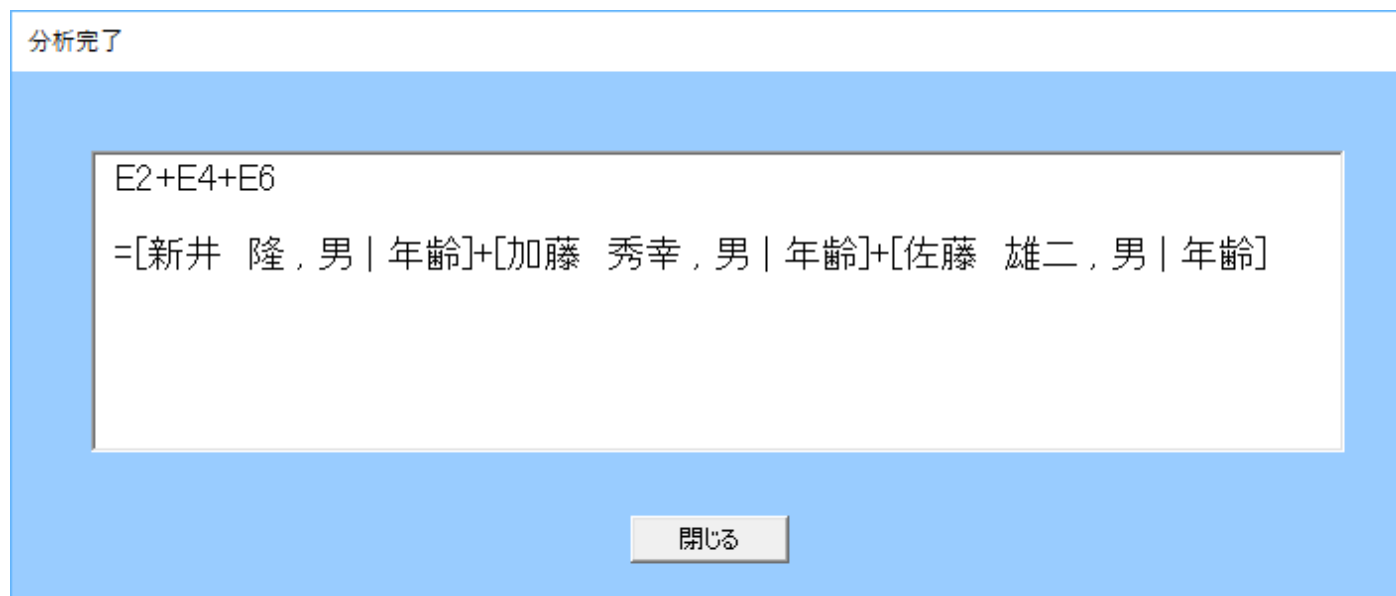 分析完了
E2+E4+E6
=[新井　隆 , 男 | 年齢]+[加藤　秀幸 , 男 | 年齢]+[佐藤　雄二 , 男 | 年齢]
閉じる